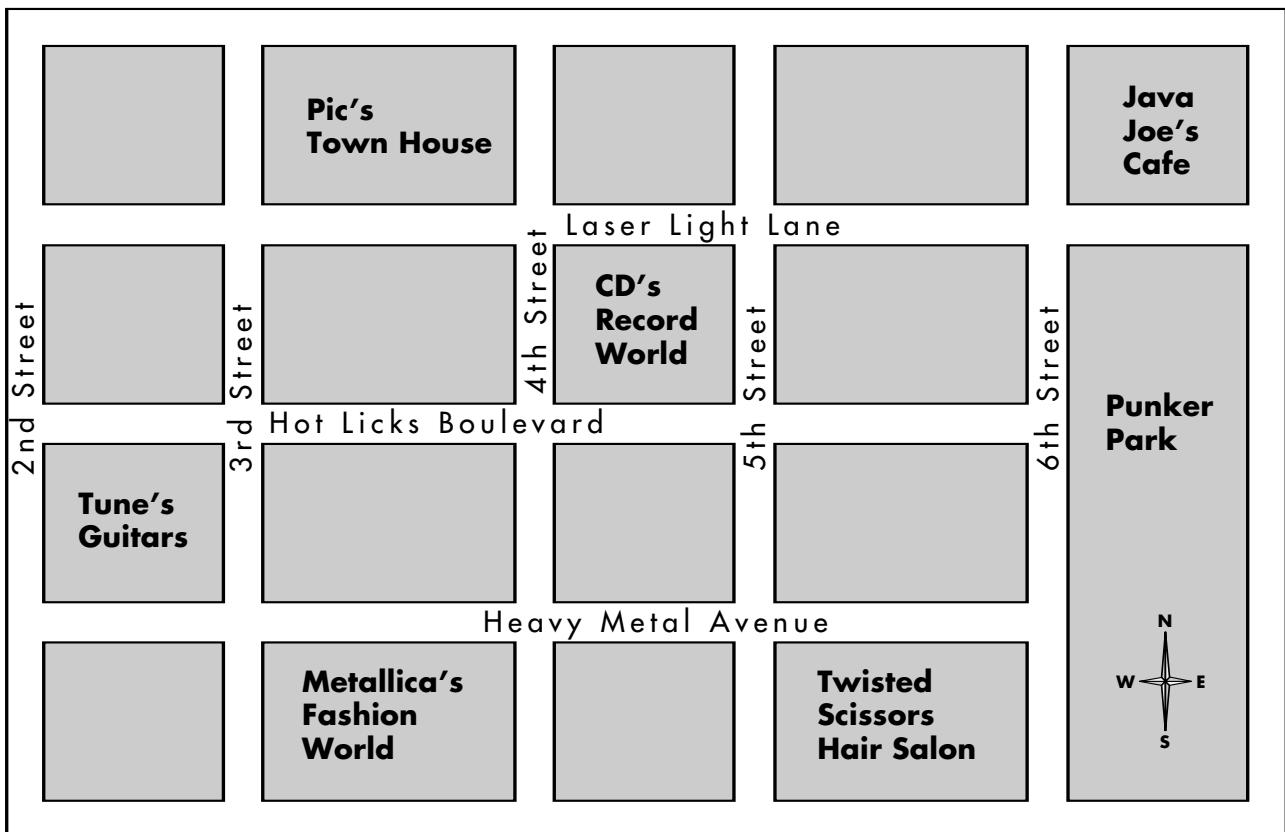 Pic's
Town House
Java
Joe's
Cafe
Laser Light Lane
2nd Street
3rd Street
4th Street
CD's
Record
World
5th Street
6th Street
Punker
Park
Hot Licks Boulevard
Tune's
Guitars
Heavy Metal Avenue
Metallica's
Fashion
World
Twisted
Scissors
Hair Salon
N
W
E
S